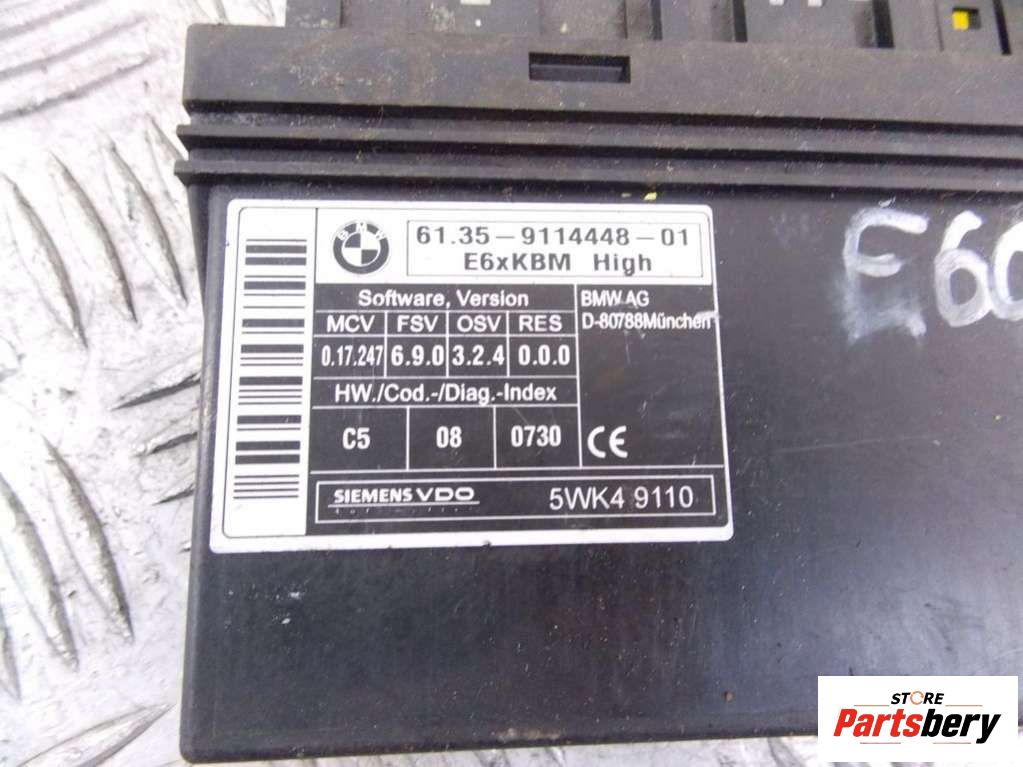 BMW
61.35-9114448-01
E6xKBM High
Software, Version
MCV FSV OSV RES
0.17.247 6.9.0 3.2.4 0.0.0
HW./Cod.-/Diag.-Index
C5 08 0730
BMW AG
D-80788München
CE
SIEMENS VDO
5WK4 9110
E60
STORE
Partsbery